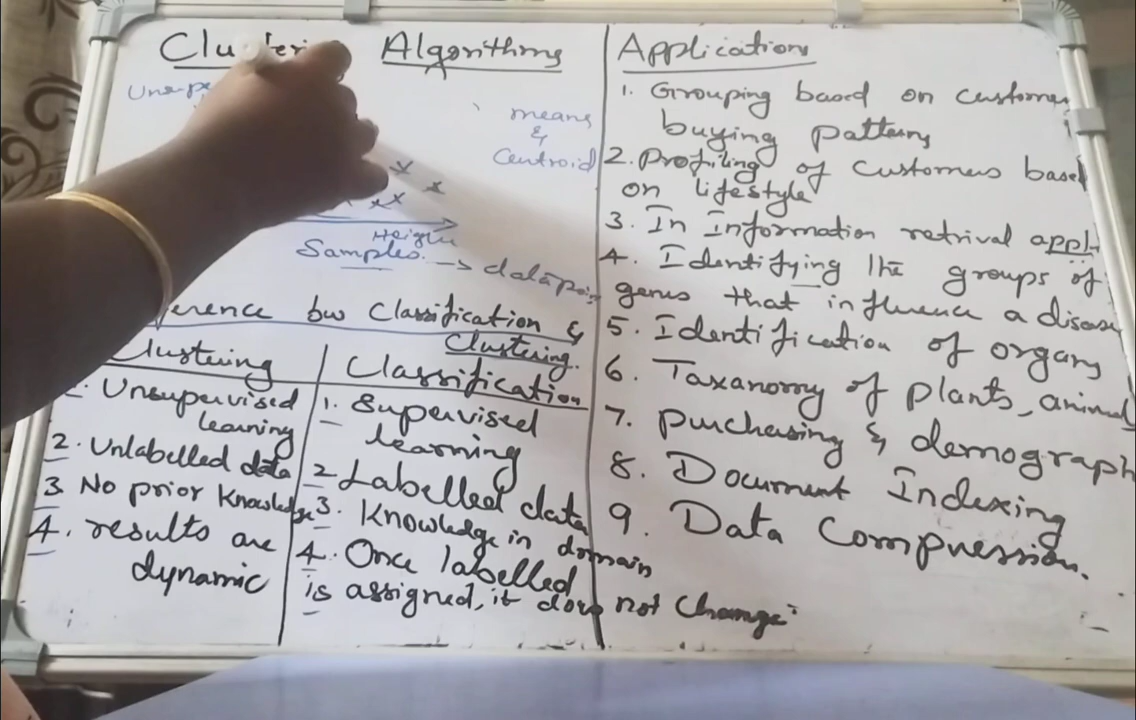 Clustering Algorithms
means
&
Centroid
Height
Samples. → datapoi
ference bw Classification &
Clustering.
Clustering
Unsupervised
learning
2. Unlabelled data
3 No prior Knowledge
4. results are
dynamic
Classification
1. Supervised
learning
2 Labelled data
3. Knowledge in domain
4. Once labelled
is assigned, it does not change
Applications
1. Grouping based on customer
buying pattern
2. Profiling of customers based
on lifestyle
3. In Information retrival appl.
4. Identifying the groups of
genes that influence a disease
5. Identification of organs
6. Taxanomy of plants, animal
7. purchasing & demograph
8. Document Indexing
9. Data Compression.